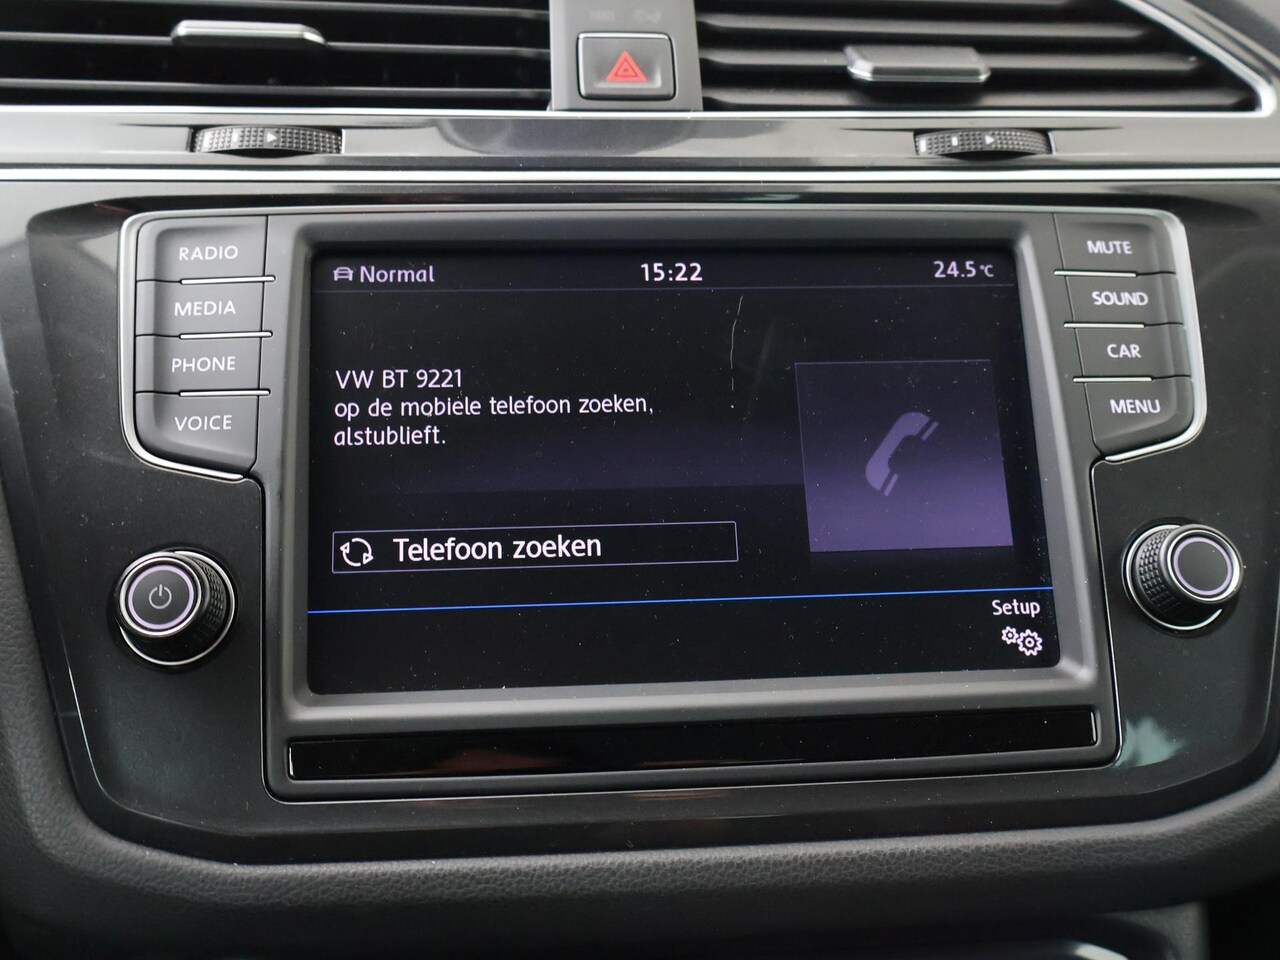 RADIO
MEDIA
PHONE
VOICE
Normal 15:22 24.5°C
VW BT 9221
op de mobiele telefoon zoeken,
alstublieft.
Telefoon zoeken
Setup
MUTE
SOUND
CAR
MENU